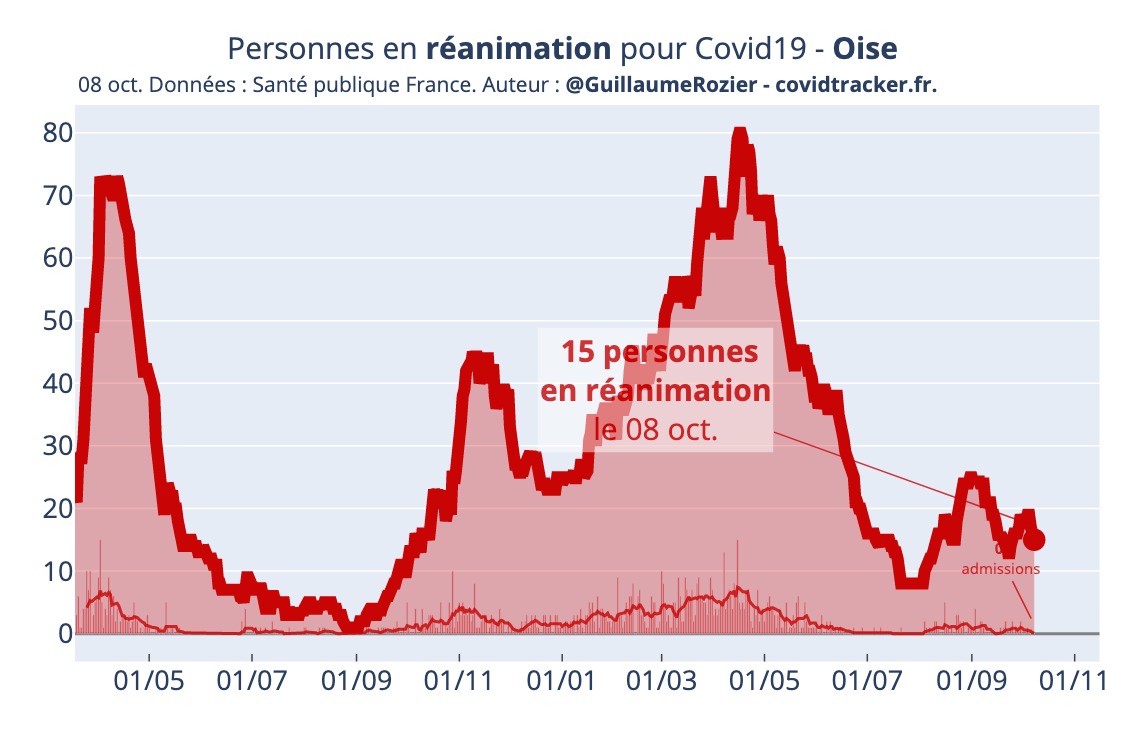 Personnes en réanimation pour Covid19 - Oise
08 oct. Données : Santé publique France. Auteur : @GuillaumeRozier - covidtracker.fr.
80
70
60
50
40
30
20
10
0
15 personnes
en réanimation
le 08 oct.
admissions
01/05 01/07 01/09 01/11 01/01 01/03 01/05 01/07 01/09 01/11